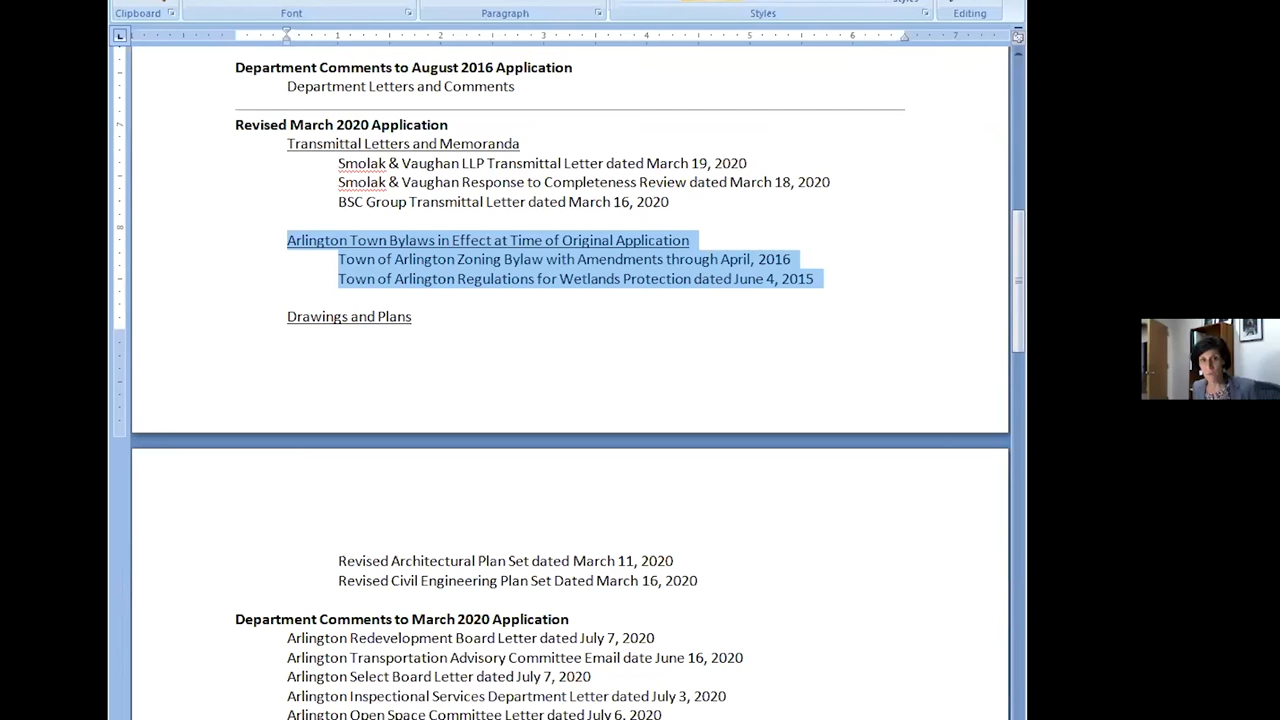 Clipboard
Font
Paragraph
Styles
Editing
1 2 3 4 5 6 7
Department Comments to August 2016 Application
Department Letters and Comments
Revised March 2020 Application
Transmittal Letters and Memoranda
Smolak & Vaughan LLP Transmittal Letter dated March 19, 2020
Smolak & Vaughan Response to Completeness Review dated March 18, 2020
BSC Group Transmittal Letter dated March 16, 2020
Arlington Town Bylaws in Effect at Time of Original Application
Town of Arlington Zoning Bylaw with Amendments through April, 2016
Town of Arlington Regulations for Wetlands Protection dated June 4, 2015
Drawings and Plans
Revised Architectural Plan Set dated March 11, 2020
Revised Civil Engineering Plan Set Dated March 16, 2020
Department Comments to March 2020 Application
Arlington Redevelopment Board Letter dated July 7, 2020
Arlington Transportation Advisory Committee Email date June 16, 2020
Arlington Select Board Letter dated July 7, 2020
Arlington Inspectional Services Department Letter dated July 3, 2020
Arlington Open Space Committee Letter dated July 6, 2020